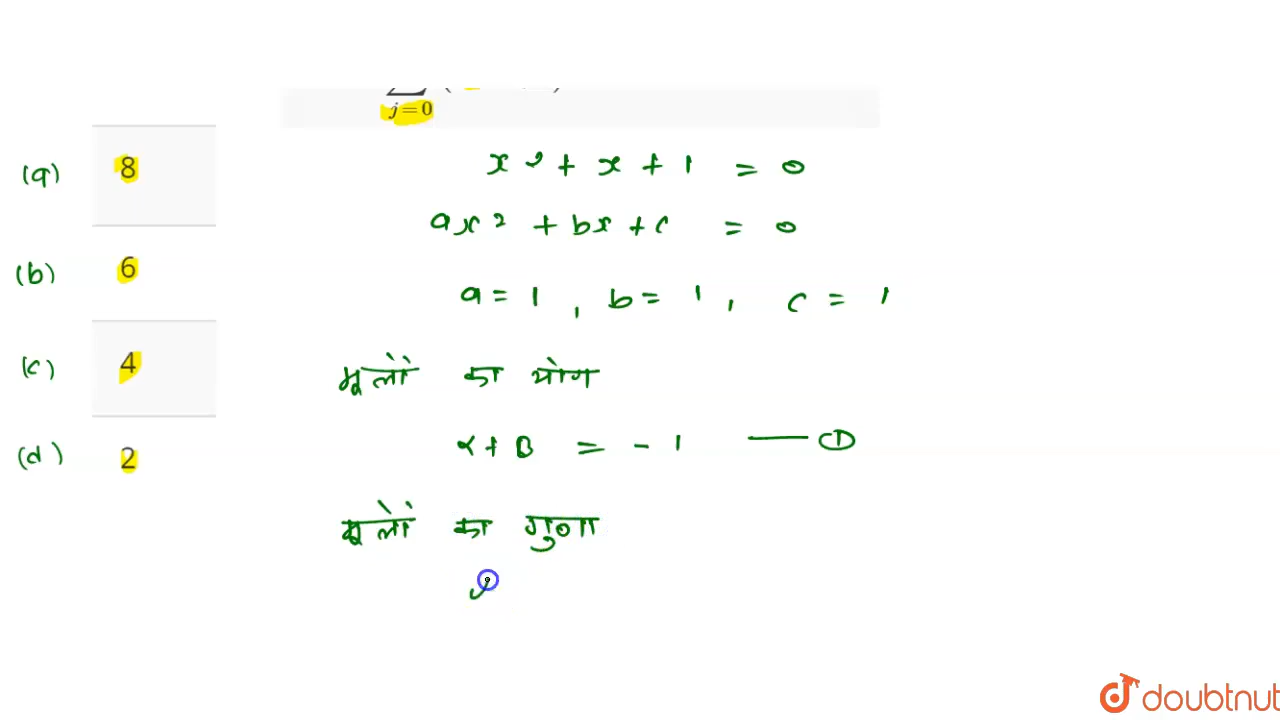 j = 0
x² + x + 1 = 0
(a) 8
ax² + bx + c = 0
(b) 6
a = 1 , b = 1 , c = 1
(c) 4
मूलों का योग
α + β = - 1 —— ①
(d) 2
मूलों का गुणा
doubtnut